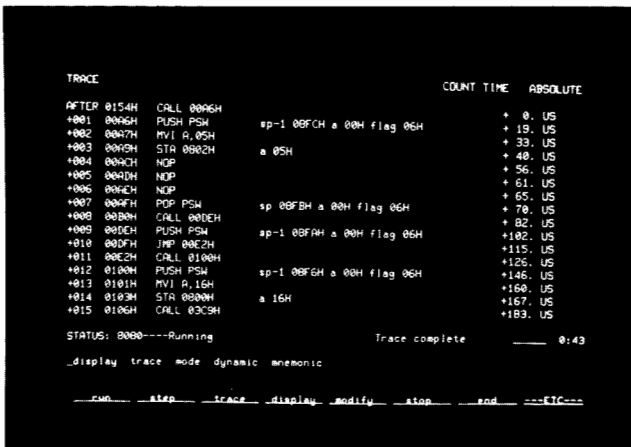 TRACE
COUNT TIME ABSOLUTE
AFTER 0154H CALL 00A6H + 0. US
+001 00A6H PUSH PSW sp-1 08FCH a 00H flag 06H + 19. US
+002 00A7H MVI A,05H + 33. US
+003 00A9H STA 0802H a 05H + 40. US
+004 00ACH NOP + 56. US
+005 00ADH NOP + 61. US
+006 00AEH NOP + 65. US
+007 00AFH POP PSW sp 08FBH a 00H flag 06H + 70. US
+008 00B0H CALL 00DEH + 82. US
+009 00DEH PUSH PSW sp-1 08FAH a 00H flag 06H +102. US
+010 00DFH JMP 00E2H +115. US
+011 00E2H CALL 0100H +126. US
+012 0100H PUSH PSW sp-1 08F6H a 00H flag 06H +146. US
+013 0101H MVI A,16H +160. US
+014 0103H STA 0800H a 16H +167. US
+015 0106H CALL 03C9H +183. US
STATUS: 8080----Running Trace complete 0:43
_display trace mode dynamic mnemonic
run step trace display modify stop end ---ETC---